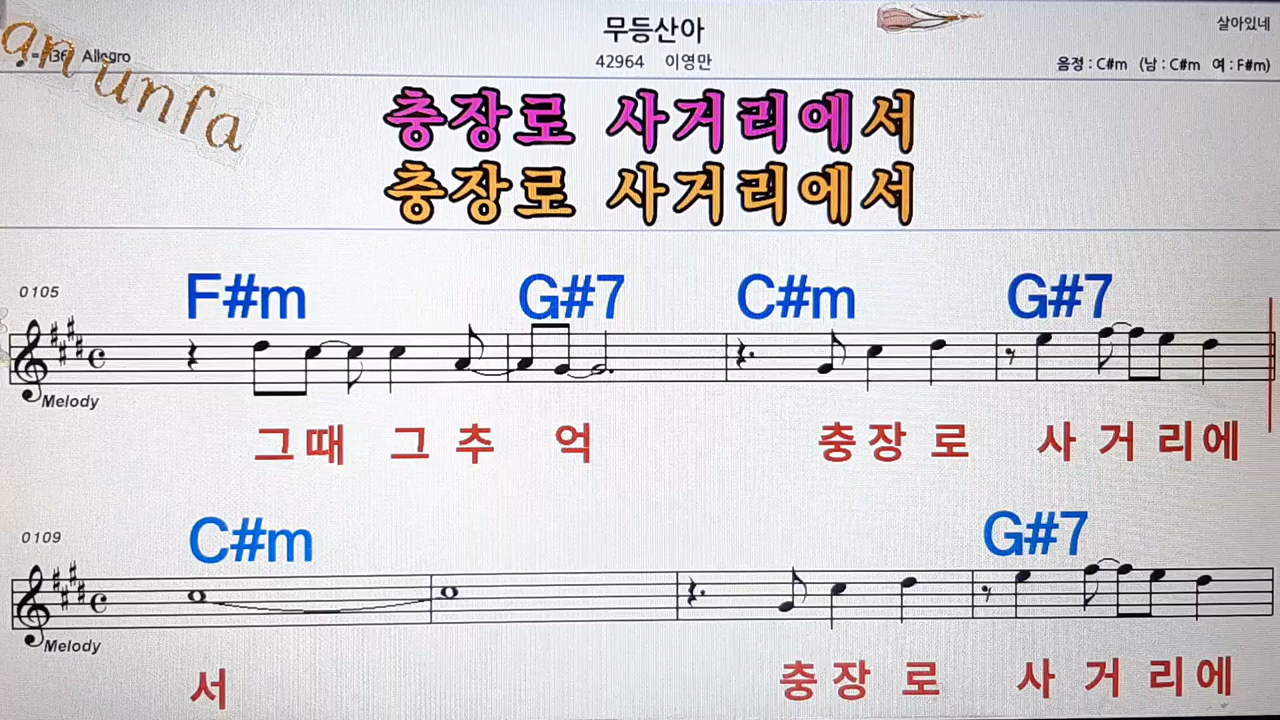 무등산아
살아있네
an unfa
♩= 136 Allegro
42964 이영만
음정 : C#m (남 : C#m 여 : F#m)
충장로 사거리에서
충장로 사거리에서
0105
F#m G#7 C#m G#7
Melody
그때 그 추 억 충장 로 사 거 리에
0109
C#m G#7
Melody
서 충장 로 사 거 리에